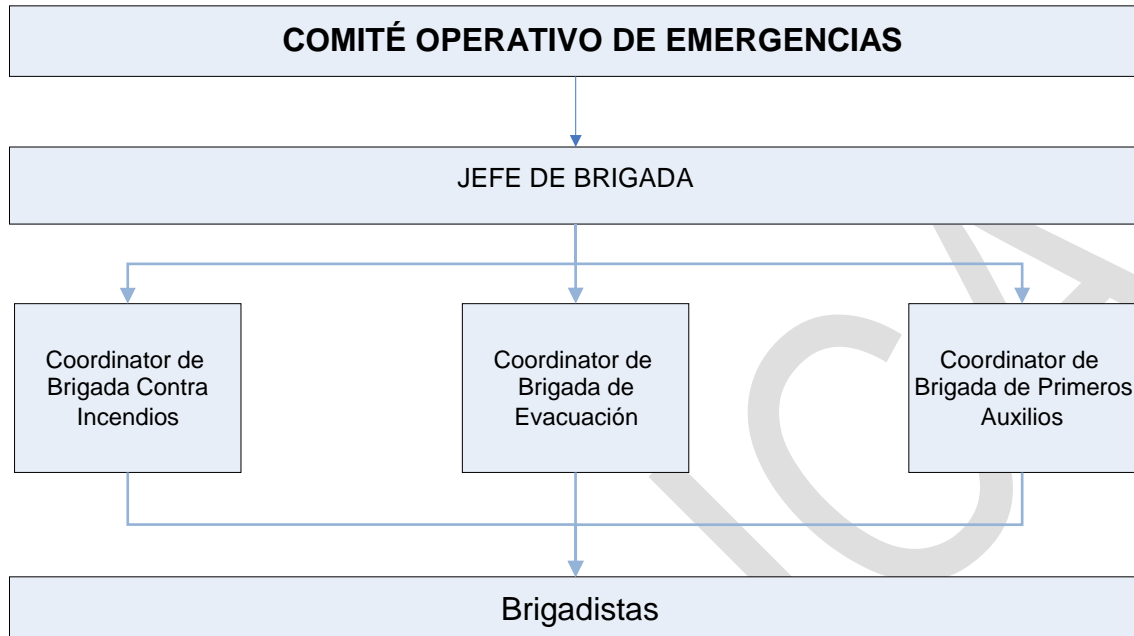 COMITÉ OPERATIVO DE EMERGENCIAS
JEFE DE BRIGADA
Coordinator de
Brigada Contra
Incendios
Coordinator de
Brigada de
Evacuación
Coordinator de
Brigada de Primeros
Auxilios
Brigadistas